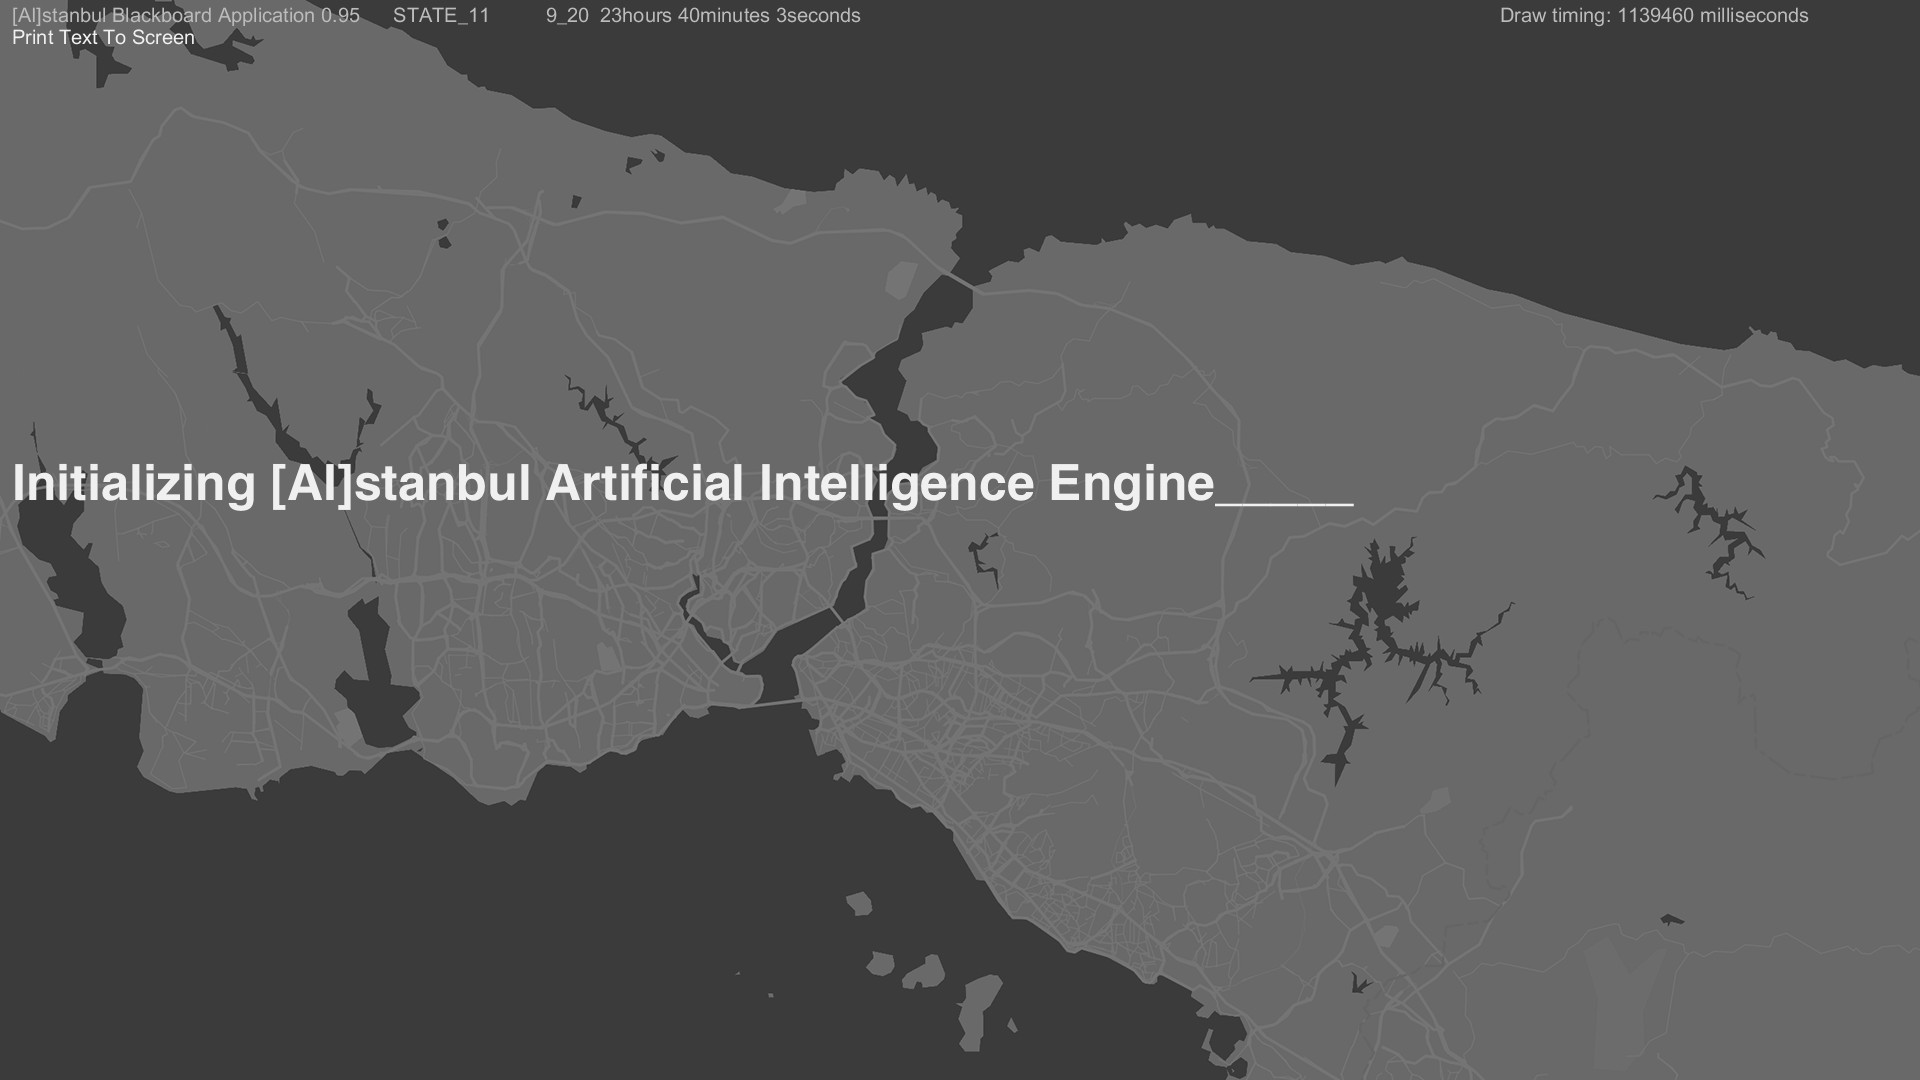 [AI]stanbul Blackboard Application 0.95 STATE_11 9_20 23hours 40minutes 3seconds Draw timing: 1139460 milliseconds
Print Text To Screen
Initializing [AI]stanbul Artificial Intelligence Engine_____